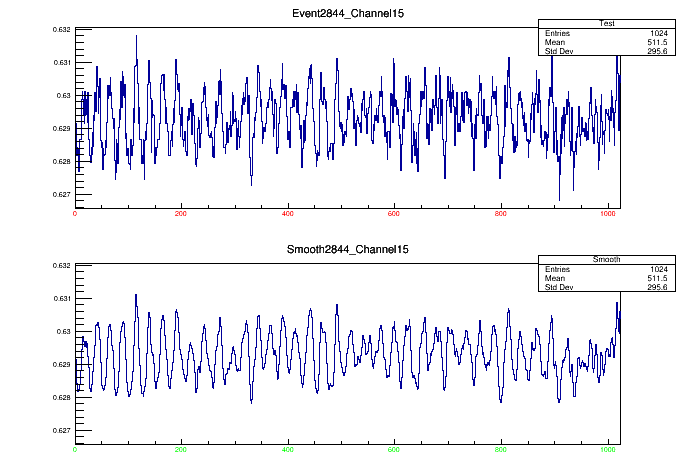 Event2844_Channel15
Test
Entries 1024
Mean 511.5
Std Dev 295.6
0.632
0.631
0.63
0.629
0.628
0.627
0 200 400 600 800 1000
Smooth2844_Channel15
Smooth
Entries 1024
Mean 511.5
Std Dev 295.6
0.632
0.631
0.63
0.629
0.628
0.627
0 200 400 600 800 1000